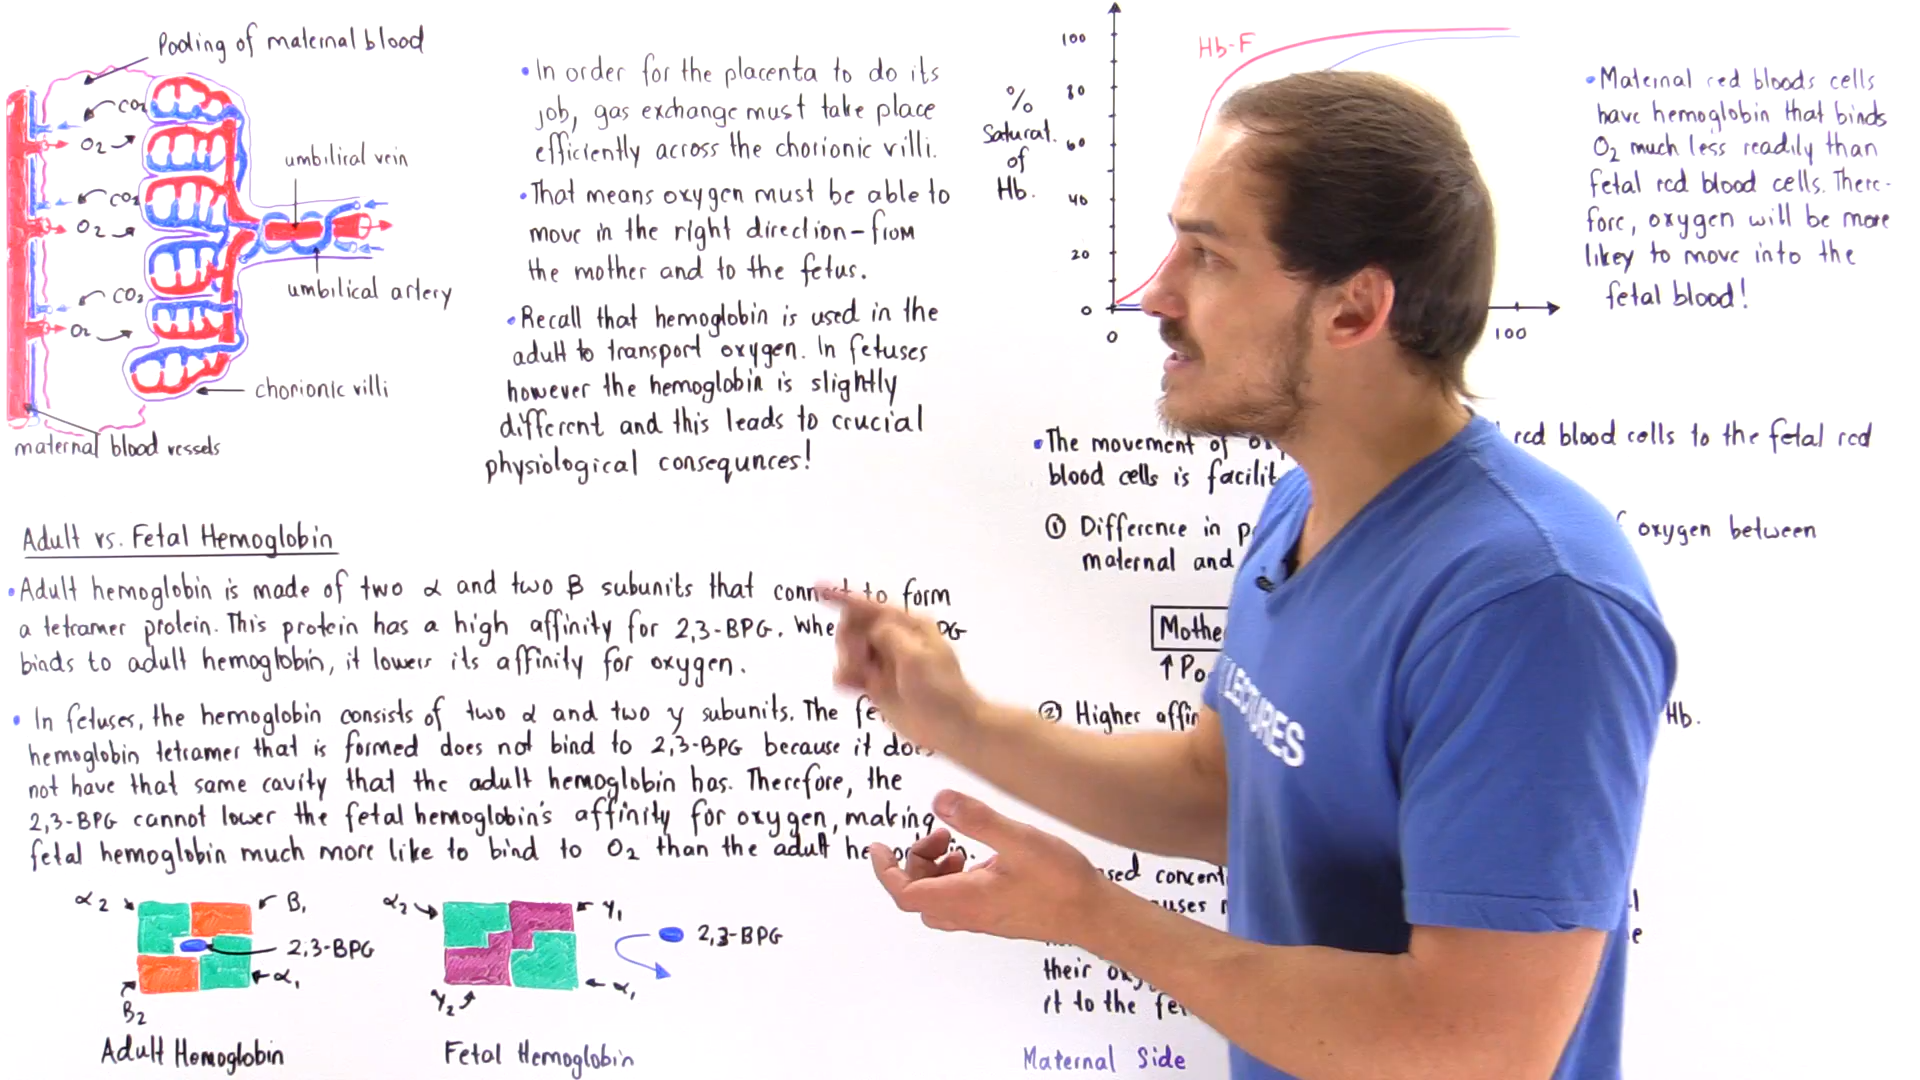 Pooling of maternal blood
CO2
O2
CO2
O2
CO2
O2
umbilical vein
umbilical artery
chorionic villi
maternal blood vessels
• In order for the placenta to do its
job, gas exchange must take place
efficiently across the chorionic villi.
• That means oxygen must be able to
move in the right direction - from
the mother and to the fetus.
• Recall that hemoglobin is used in the
adult to transport oxygen. In fetuses
however the hemoglobin is slightly
different and this leads to crucial
physiological consequnces!
Adult vs. Fetal Hemoglobin
• Adult hemoglobin is made of two α and two B subunits that connect to form
a tetramer protein. This protein has a high affinity for 2,3-BPG.
binds to adult hemoglobin, it lowers its affinity for oxygen.
• In fetuses, the hemoglobin consists of two α and two γ subunits. The
hemoglobin tetramer that is formed does not bind to 2,3-BPG because it does
not have that same cavity that the adult hemoglobin has. Therefore, the
2,3-BPG cannot lower the fetal hemoglobin's affinity for oxygen, making
fetal hemoglobin much more like to bind to O2 than the adult
α2
B1
2,3-BPG
α1
B2
Adult Hemoglobin
α2
γ1
2,3-BPG
α1
γ2
Fetal Hemoglobin
% Saturat. of Hb.
100
80
60
40
20
0
0
100
Hb-F
• Maternal red bloods cells
have hemoglobin that binds
O2 much less readily than
fetal red blood cells. There-
fore, oxygen will be more
likey to move into the
fetal blood!
• The movement of red blood cells to the fetal red
blood cells is
① Difference in of oxygen between
maternal and
↑ Po
② Higher Hb.
their
it to the
Maternal Side
LECTURES